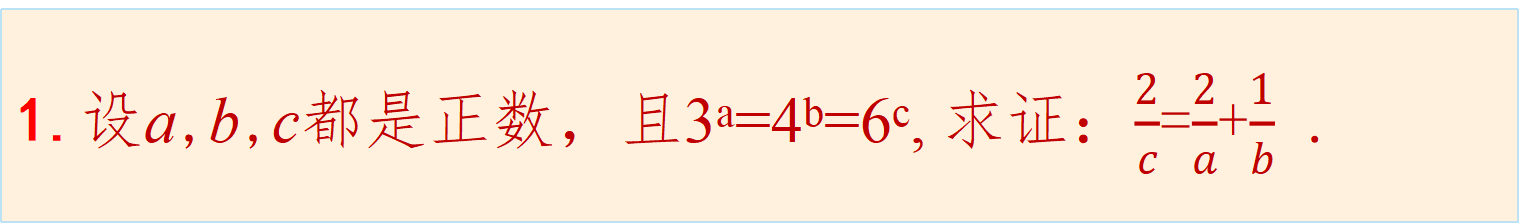 1. 设a,b,c都是正数，且3ᵃ=4ᵇ=6ᶜ, 求证：2/c=2/a+1/b .